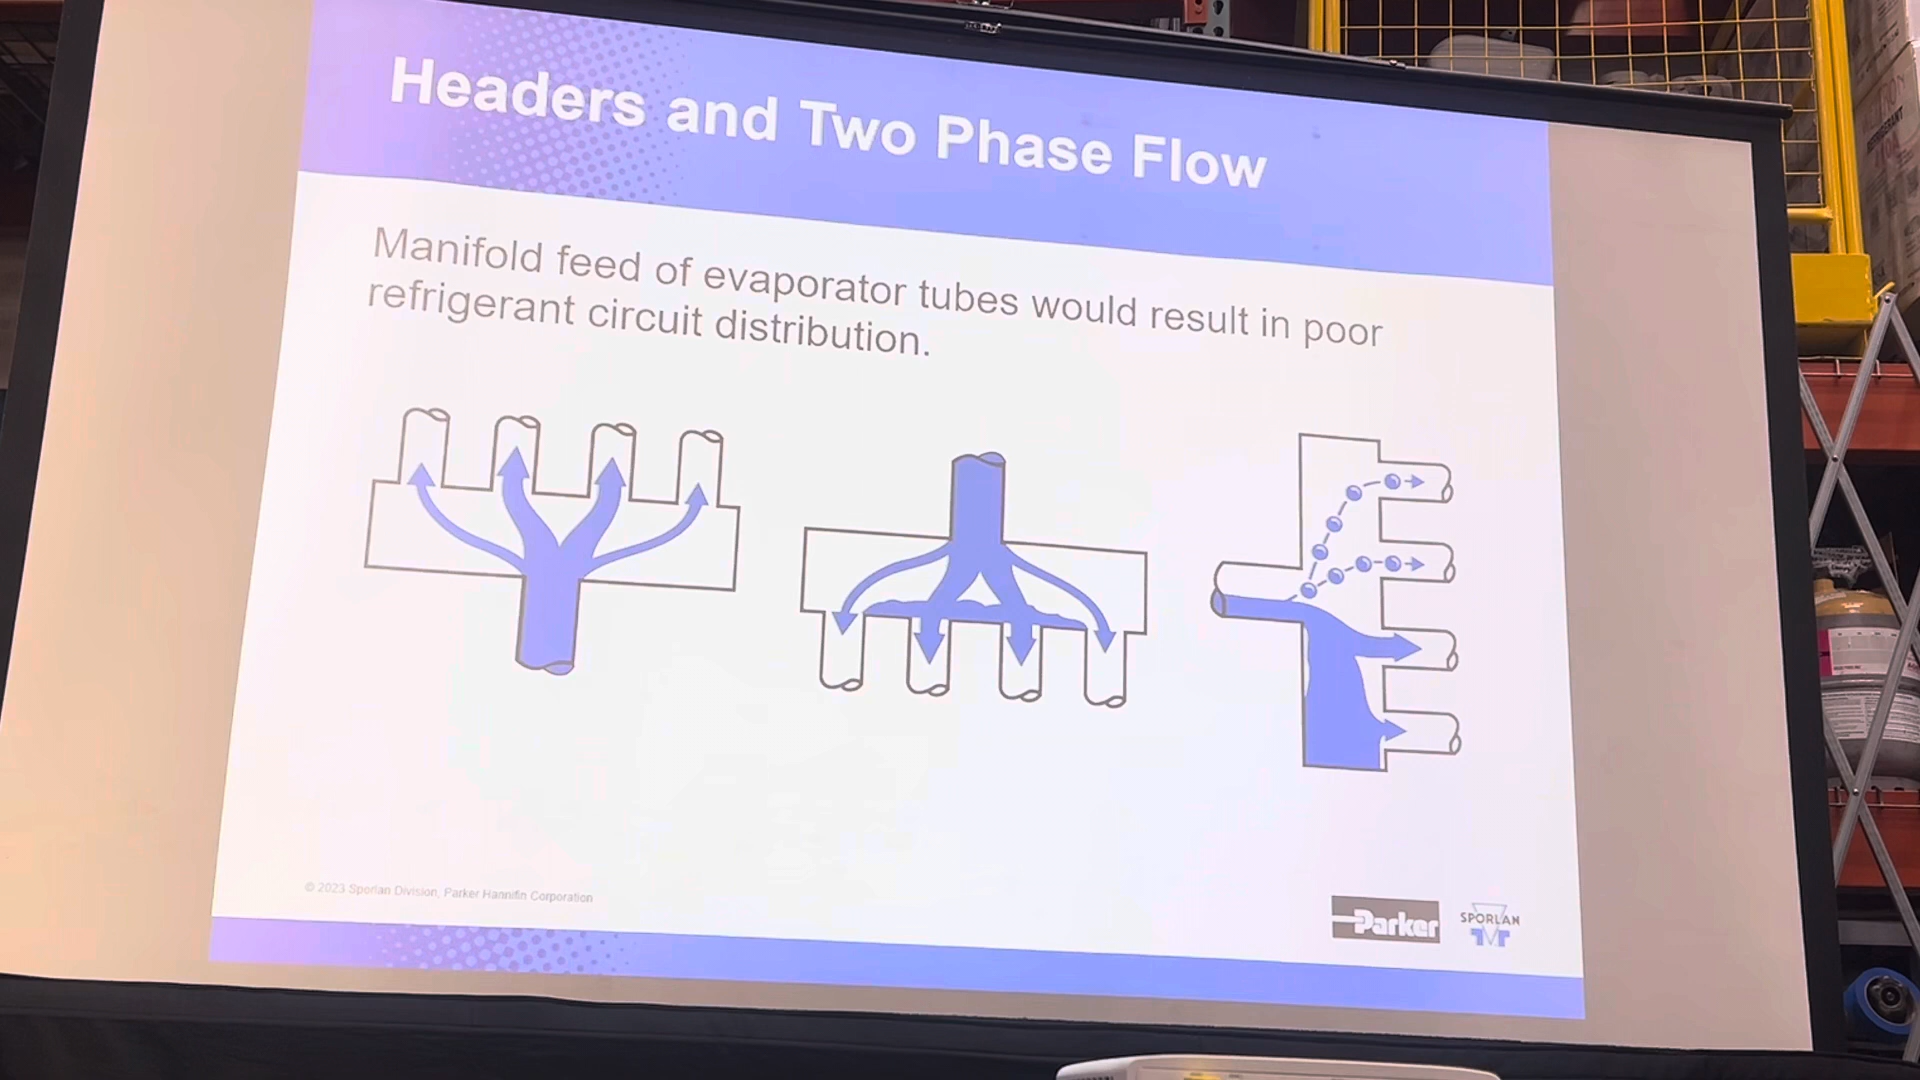 Headers and Two Phase Flow
Manifold feed of evaporator tubes would result in poor
refrigerant circuit distribution.
© 2023 Sporlan Division, Parker Hannifin Corporation
Parker
SPORLAN